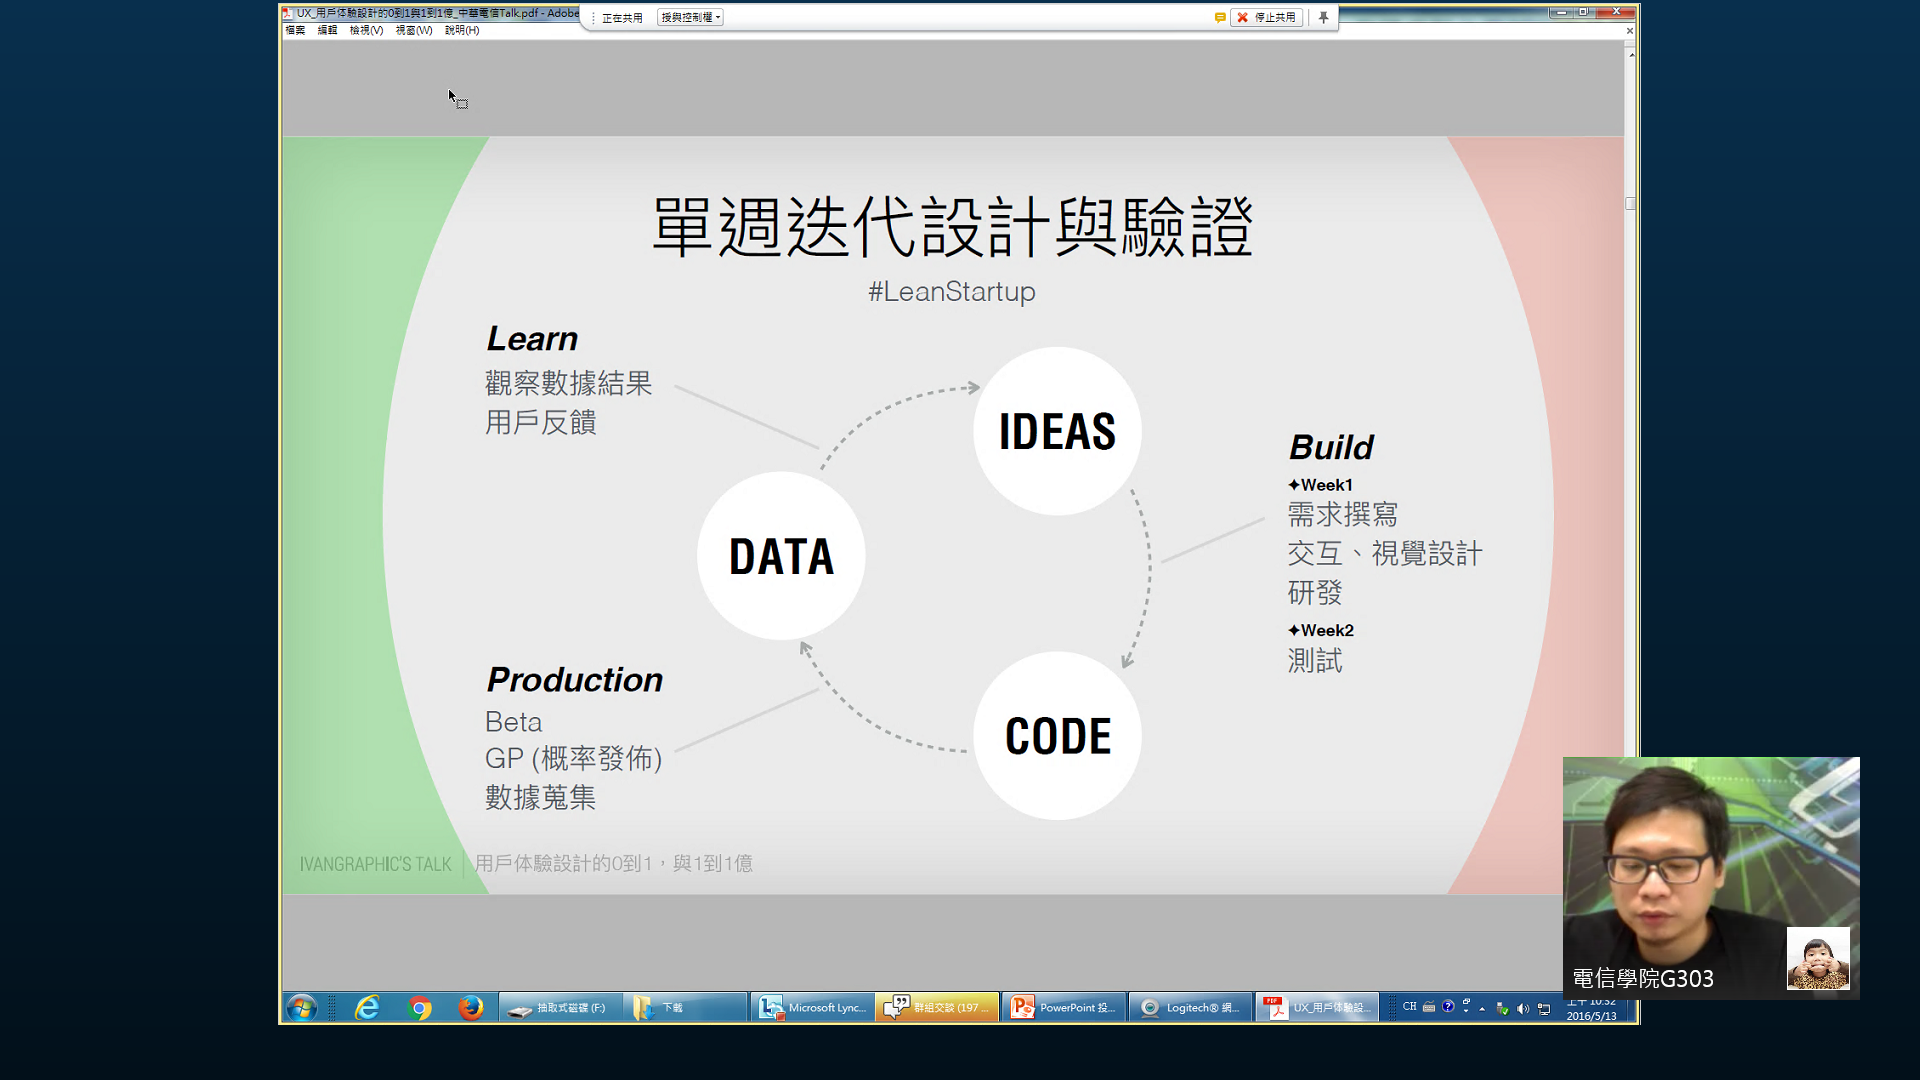 UX_用戶体驗設計的0到1與1到1億_中華電信Talk.pdf - Adobe
正在共用
授與控制權
停止共用
檔案 編輯 檢視(V) 視窗(W) 說明(H)
單週迭代設計與驗證
#LeanStartup
Learn
觀察數據結果
用戶反饋
IDEAS
DATA
CODE
Build
✦Week1
需求撰寫
交互、視覺設計
研發
✦Week2
測試
Production
Beta
GP (概率發佈)
數據蒐集
IVANGRAPHIC'S TALK | 用戶体驗設計的0到1，與1到1億
電信學院G303
抽取式磁碟 (F:)
下載
Microsoft Lync...
群組交談 (197 ...
PowerPoint 投...
Logitech® 網...
UX_用戶体驗設...
CH
上午 10:52
2016/5/13